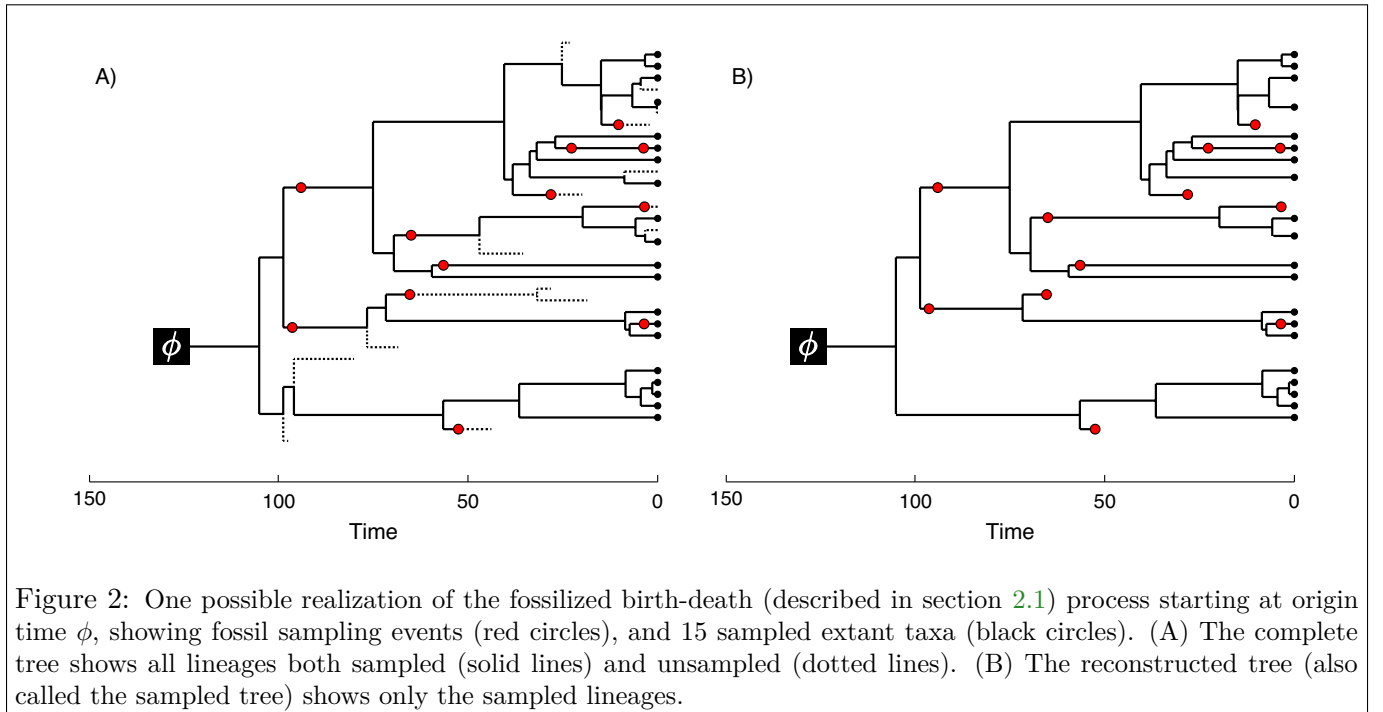 A)
B)
ϕ
ϕ
150 100 50 0
Time
150 100 50 0
Time
Figure 2: One possible realization of the fossilized birth-death (described in section 2.1) process starting at origin
time ϕ, showing fossil sampling events (red circles), and 15 sampled extant taxa (black circles). (A) The complete
tree shows all lineages both sampled (solid lines) and unsampled (dotted lines). (B) The reconstructed tree (also
called the sampled tree) shows only the sampled lineages.